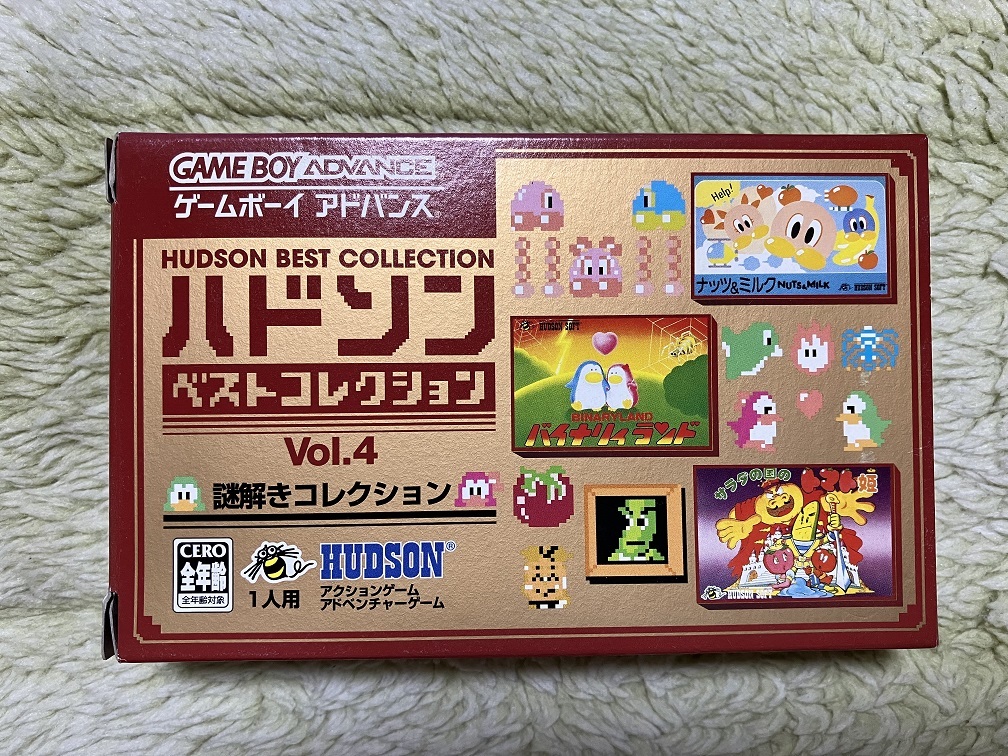 GAME BOY ADVANCE
ゲームボーイ アドバンス
HUDSON BEST COLLECTION
ハドソン
ベストコレクション
Vol.4
謎解きコレクション
CERO
全年齢
全年齢対象
1人用
HUDSON®
アクションゲーム
アドベンチャーゲーム
Help!
ナッツ&ミルク NUTS&MILK
HUDSON SOFT
HUDSON SOFT
BINARYLAND
バイナリィランド
サラダの国の
トマト姫
HUDSON SOFT